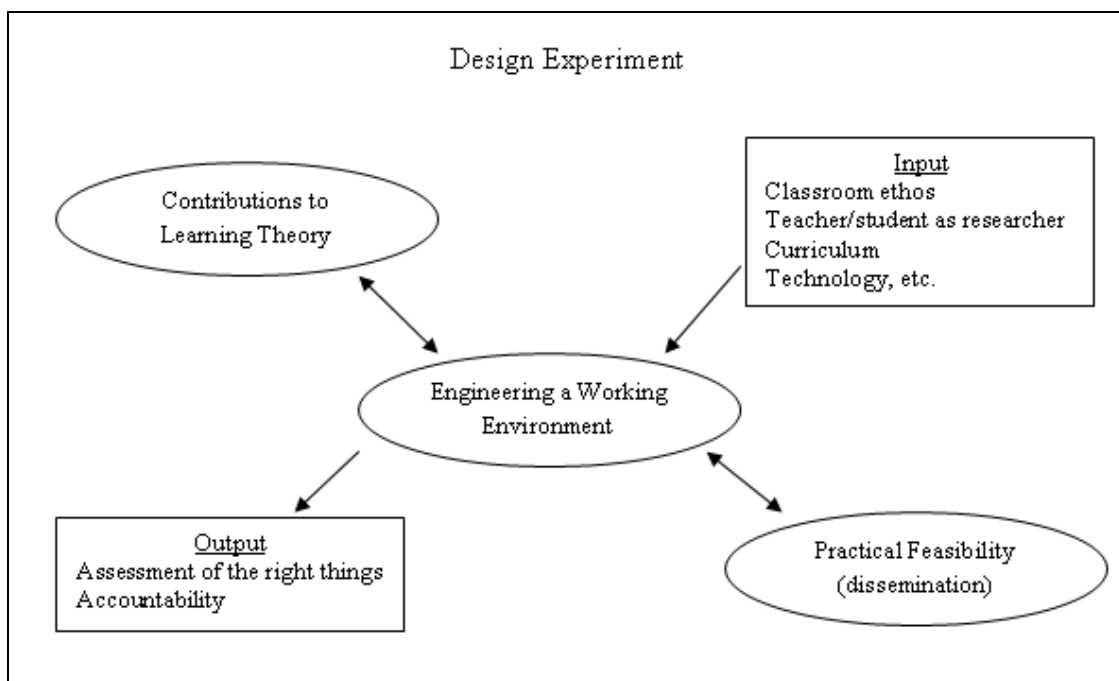 Design Experiment
Contributions to
Learning Theory
Input
Classroom ethos
Teacher/student as researcher
Curriculum
Technology, etc.
Engineering a Working
Environment
Output
Assessment of the right things
Accountability
Practical Feasibility
(dissemination)